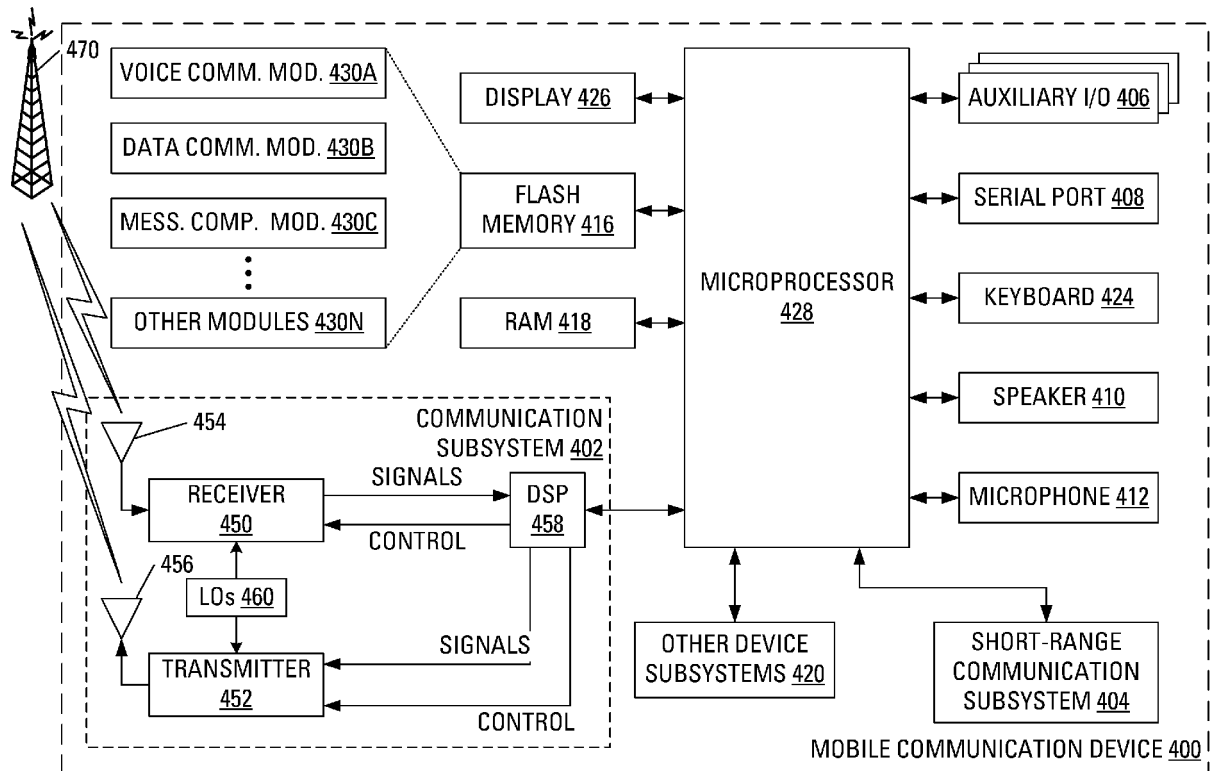 470
VOICE COMM. MOD. 430A
DATA COMM. MOD. 430B
MESS. COMP. MOD. 430C
OTHER MODULES 430N
DISPLAY 426
FLASH
MEMORY 416
RAM 418
MICROPROCESSOR
428
AUXILIARY I/O 406
SERIAL PORT 408
KEYBOARD 424
SPEAKER 410
MICROPHONE 412
COMMUNICATION
SUBSYSTEM 402
454
RECEIVER
450
SIGNALS
CONTROL
DSP
458
456
LOs 460
TRANSMITTER
452
SIGNALS
CONTROL
OTHER DEVICE
SUBSYSTEMS 420
SHORT-RANGE
COMMUNICATION
SUBSYSTEM 404
MOBILE COMMUNICATION DEVICE 400